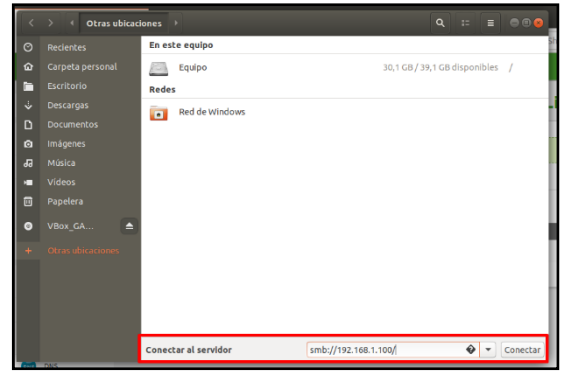 Otras ubicaciones
Recientes
Carpeta personal
Escritorio
Descargas
Documentos
Imágenes
Música
Vídeos
Papelera
VBox_GA...
Otras ubicaciones
En este equipo
Equipo 30,1 GB / 39,1 GB disponibles /
Redes
Red de Windows
Conectar al servidor smb://192.168.1.100/ Conectar
DNS